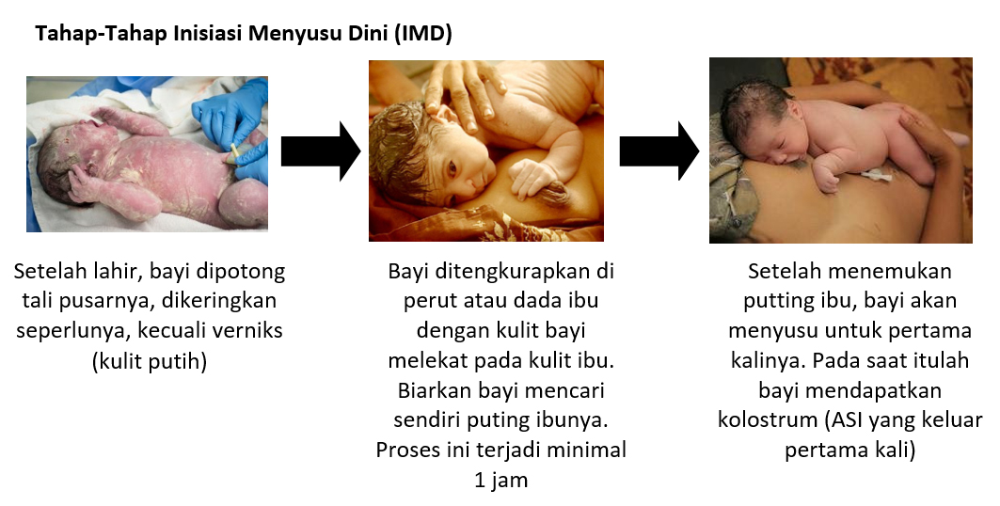 Tahap-Tahap Inisiasi Menyusu Dini (IMD)
Setelah lahir, bayi dipotong
tali pusarnya, dikeringkan
seperlunya, kecuali verniks
(kulit putih)
Bayi ditengkurapkan di
perut atau dada ibu
dengan kulit bayi
melekat pada kulit ibu.
Biarkan bayi mencari
sendiri puting ibunya.
Proses ini terjadi minimal
1 jam
Setelah menemukan
putting ibu, bayi akan
menyusu untuk pertama
kalinya. Pada saat itulah
bayi mendapatkan
kolostrum (ASI yang keluar
pertama kali)